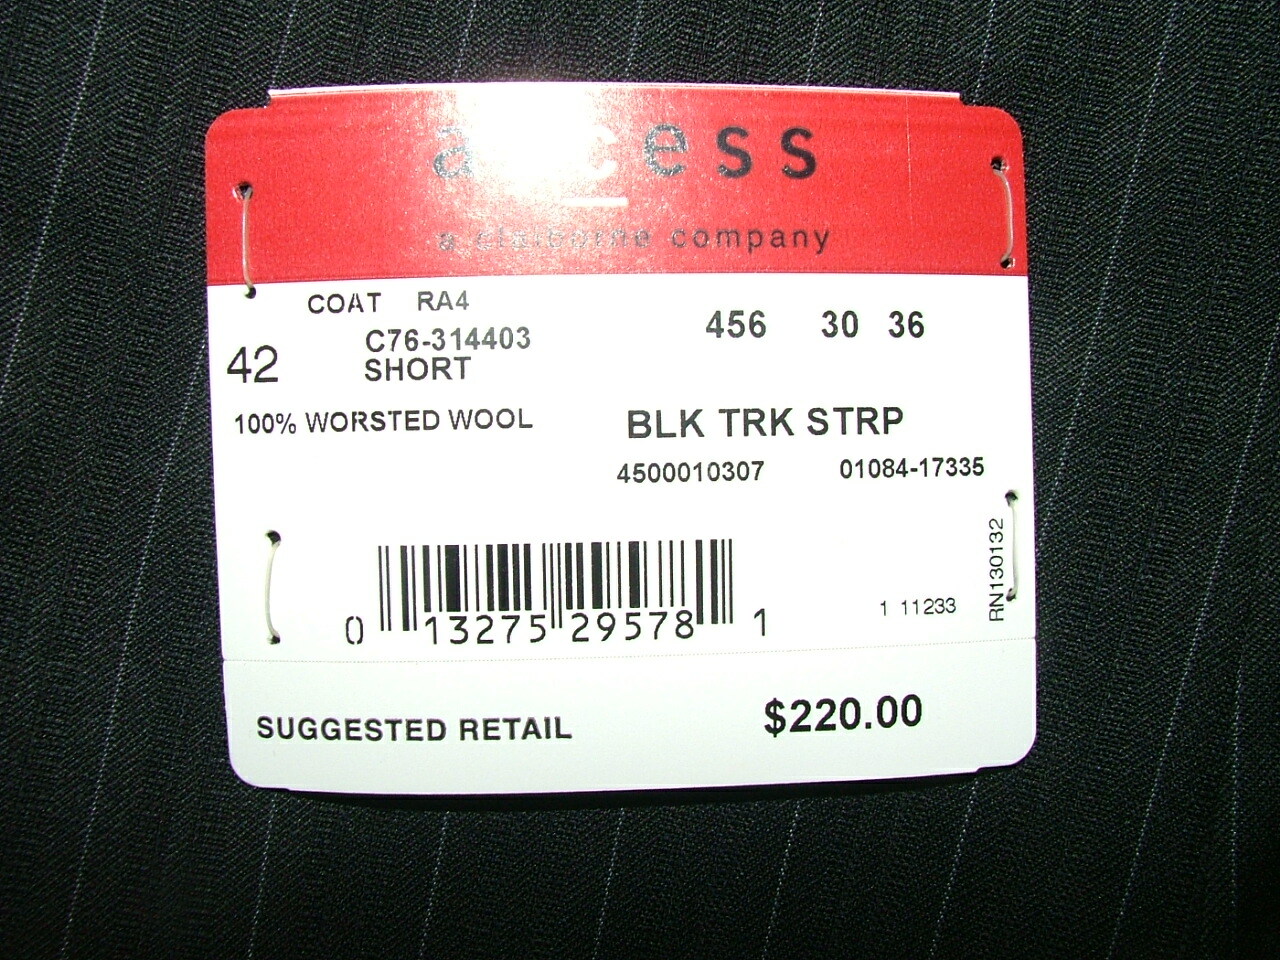 access
a claiborne company
COAT RA4
C76-314403
456 30 36
42 SHORT
100% WORSTED WOOL
BLK TRK STRP
4500010307 01084-17335
RN130132
0 13275 29578 1
1 11233
SUGGESTED RETAIL $220.00